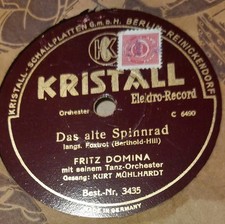 KRISTALL-SCHALLPLATTEN G.m.b.H. BERLIN-REINICKENDORF
K
KRISTALL
Elektro-Record
Orchester
C 6490
Das alte Spinnrad
langs. Foxtrot (Berthold-Hill)
FRITZ DOMINA
mit seinem Tanz-Orchester
Gesang: KURT MÜHLHARDT
Best.-Nr. 3435
MADE IN GERMANY